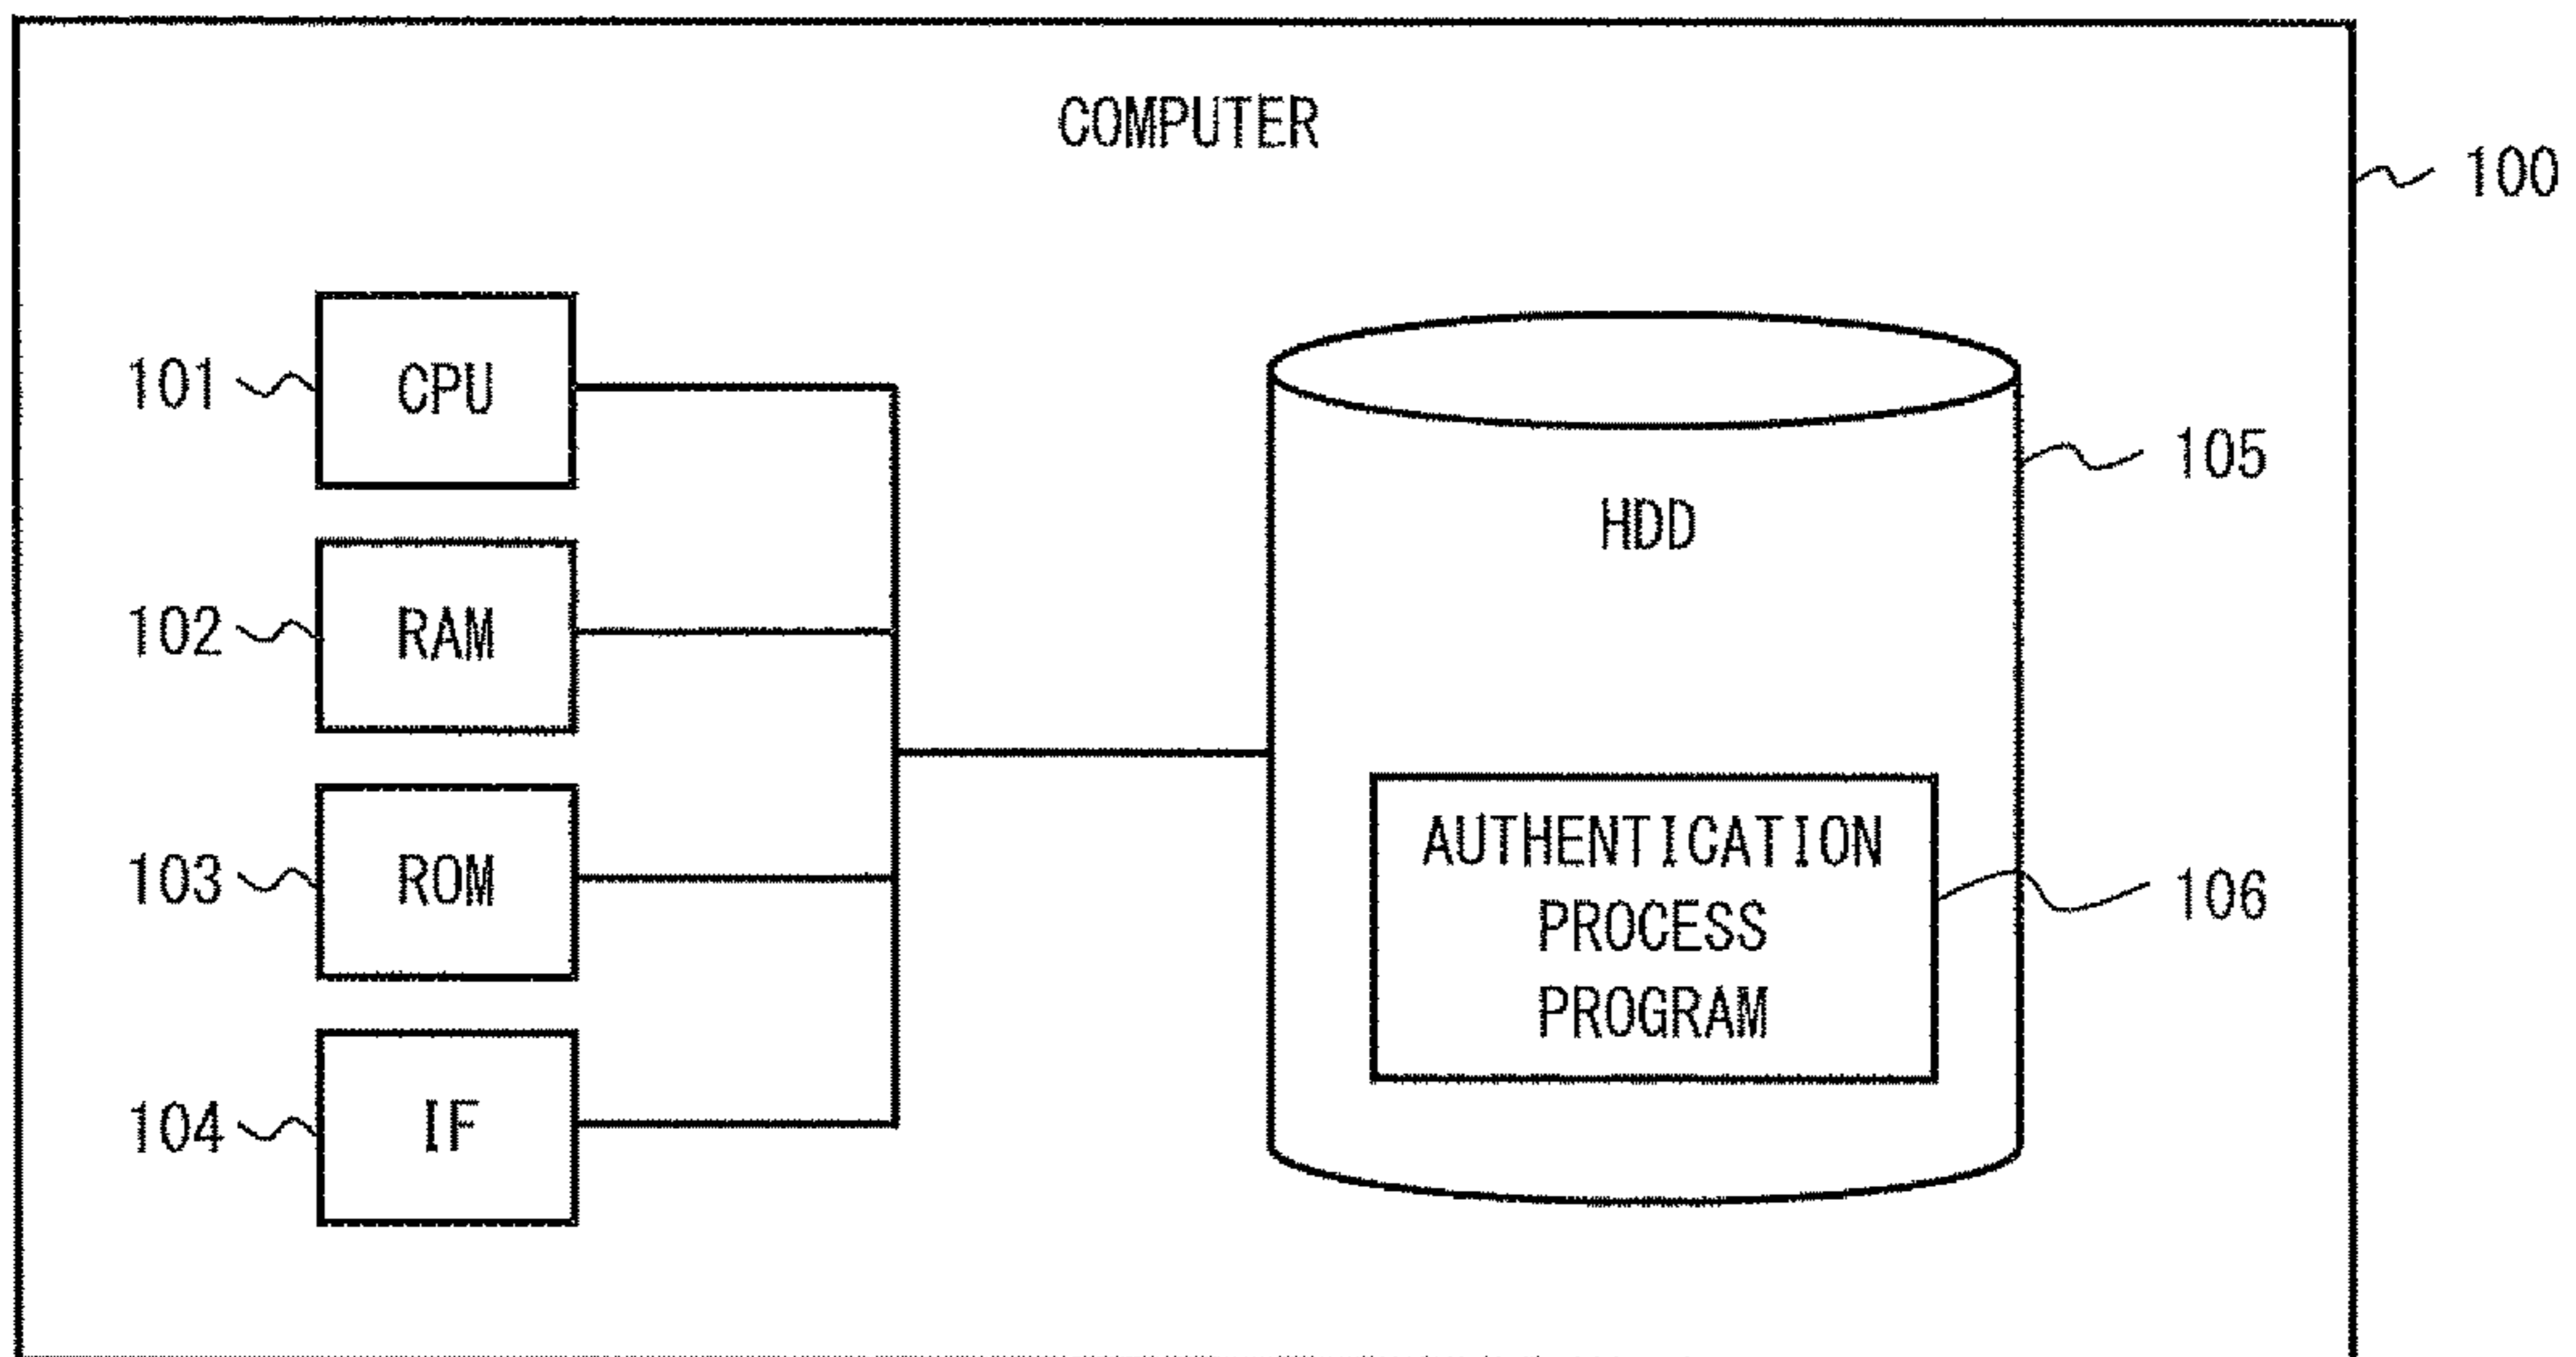 COMPUTER
100
101
CPU
102
RAM
103
ROM
104
IF
105
HDD
AUTHENTICATION
PROCESS
PROGRAM
106